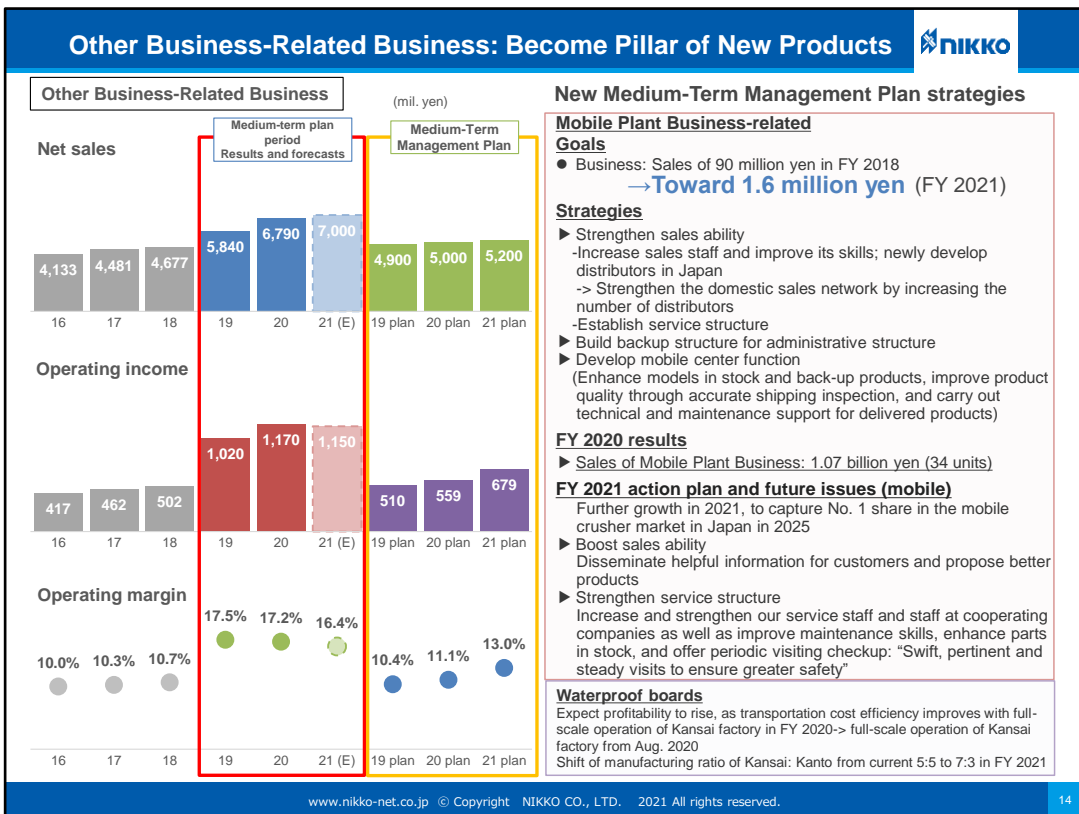 Other Business-Related Business: Become Pillar of New Products
NIKKO
Other Business-Related Business
(mil. yen)
Medium-term plan
period
Results and forecasts
Medium-Term
Management Plan
Net sales
4,133
4,481
4,677
5,840
6,790
7,000
4,900
5,000
5,200
16
17
18
19
20
21 (E)
19 plan
20 plan
21 plan
Operating income
417
462
502
1,020
1,170
1,150
510
559
679
16
17
18
19
20
21 (E)
19 plan
20 plan
21 plan
Operating margin
10.0%
10.3%
10.7%
17.5%
17.2%
16.4%
10.4%
11.1%
13.0%
16
17
18
19
20
21 (E)
19 plan
20 plan
21 plan
New Medium-Term Management Plan strategies
Mobile Plant Business-related
Goals
● Business: Sales of 90 million yen in FY 2018
→Toward 1.6 million yen (FY 2021)
Strategies
▶ Strengthen sales ability
-Increase sales staff and improve its skills; newly develop
distributors in Japan
-> Strengthen the domestic sales network by increasing the
number of distributors
-Establish service structure
▶ Build backup structure for administrative structure
▶ Develop mobile center function
(Enhance models in stock and back-up products, improve product
quality through accurate shipping inspection, and carry out
technical and maintenance support for delivered products)
FY 2020 results
▶ Sales of Mobile Plant Business: 1.07 billion yen (34 units)
FY 2021 action plan and future issues (mobile)
Further growth in 2021, to capture No. 1 share in the mobile
crusher market in Japan in 2025
▶ Boost sales ability
Disseminate helpful information for customers and propose better
products
▶ Strengthen service structure
Increase and strengthen our service staff and staff at cooperating
companies as well as improve maintenance skills, enhance parts
in stock, and offer periodic visiting checkup: “Swift, pertinent and
steady visits to ensure greater safety”
Waterproof boards
Expect profitability to rise, as transportation cost efficiency improves with full-
scale operation of Kansai factory in FY 2020-> full-scale operation of Kansai
factory from Aug. 2020
Shift of manufacturing ratio of Kansai: Kanto from current 5:5 to 7:3 in FY 2021
www.nikko-net.co.jp © Copyright NIKKO CO., LTD. 2021 All rights reserved.
14